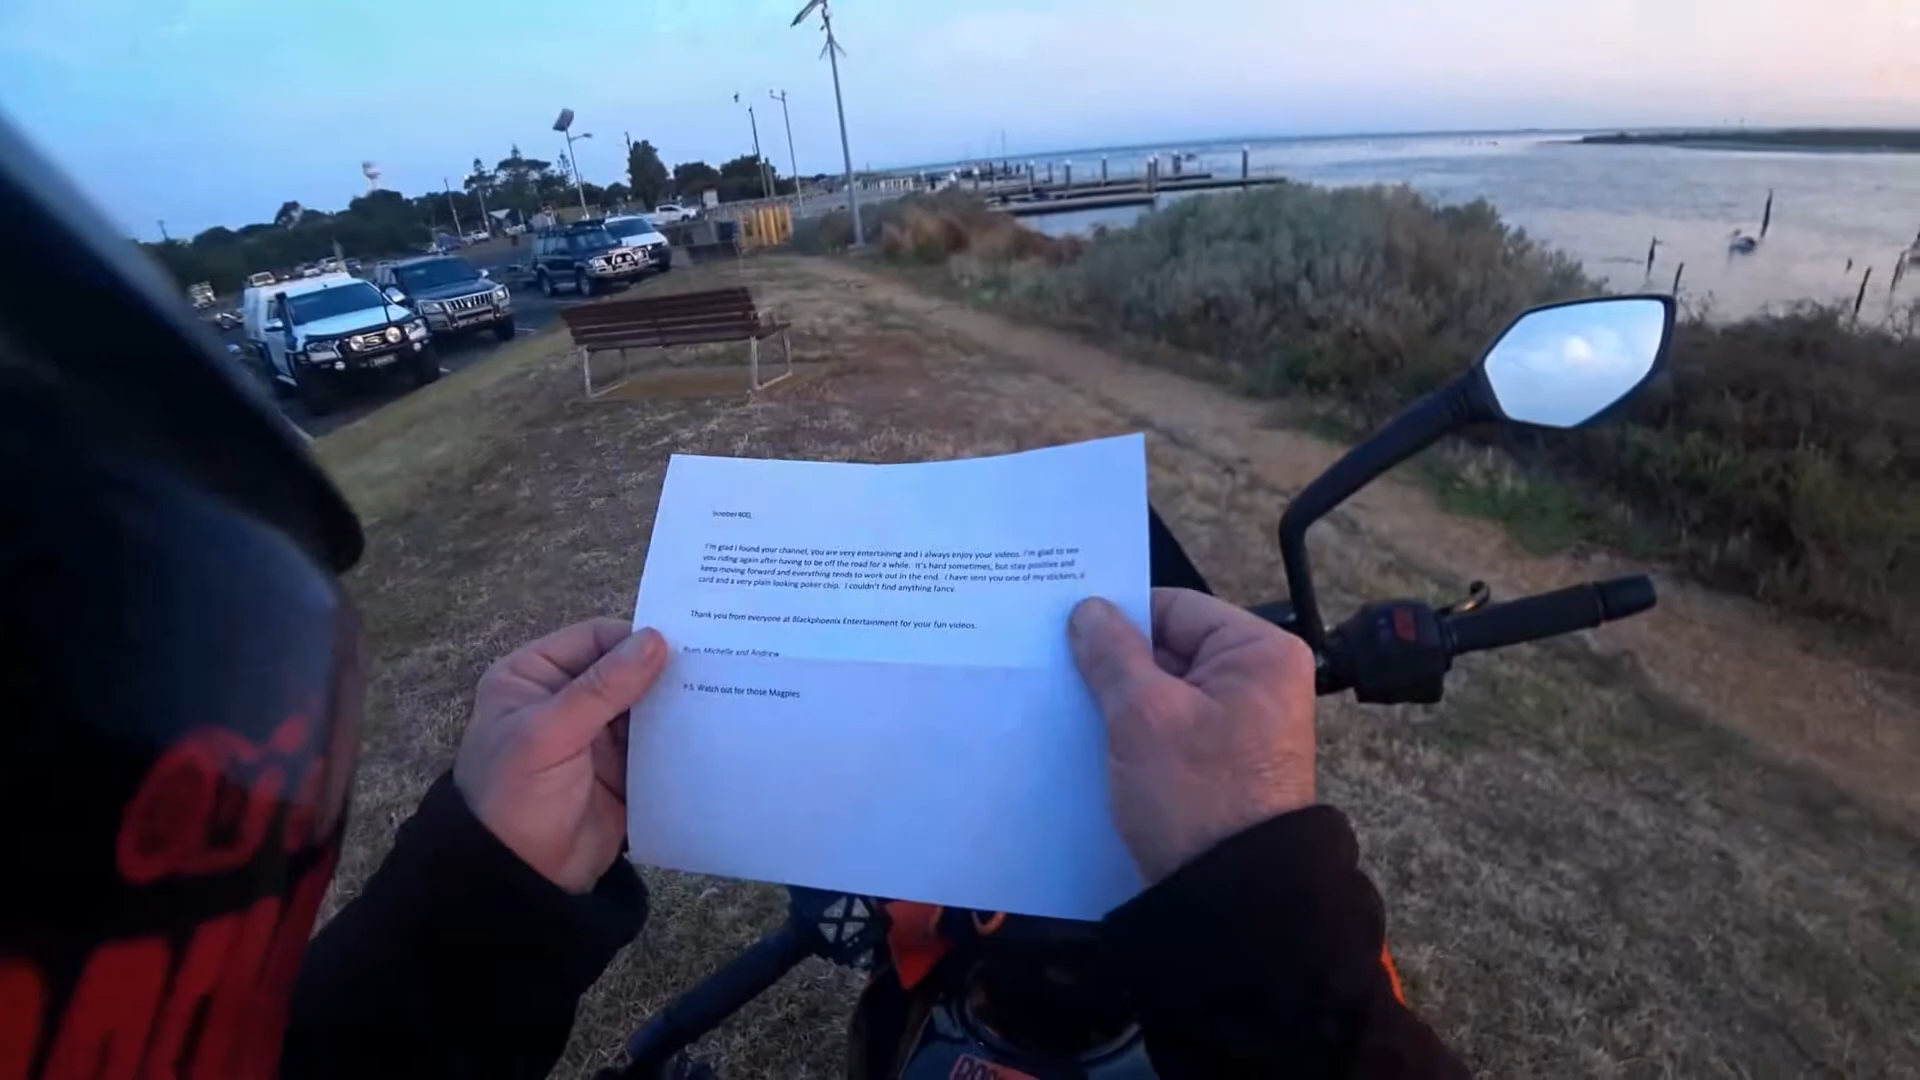 boober400,
I'm glad I found your channel, you are very entertaining and I always enjoy your videos. I'm glad to see
you riding again after having to be off the road for a while. It's hard sometimes, but stay positive and
keep moving forward and everything tends to work out in the end. I have sent you one of my stickers, a
card and a very plain looking poker chip. I couldn't find anything fancy.
Thank you from everyone at Blackphoenix Entertainment for your fun videos.
Ryan, Michelle and Andrew
P.S. Watch out for those Magpies